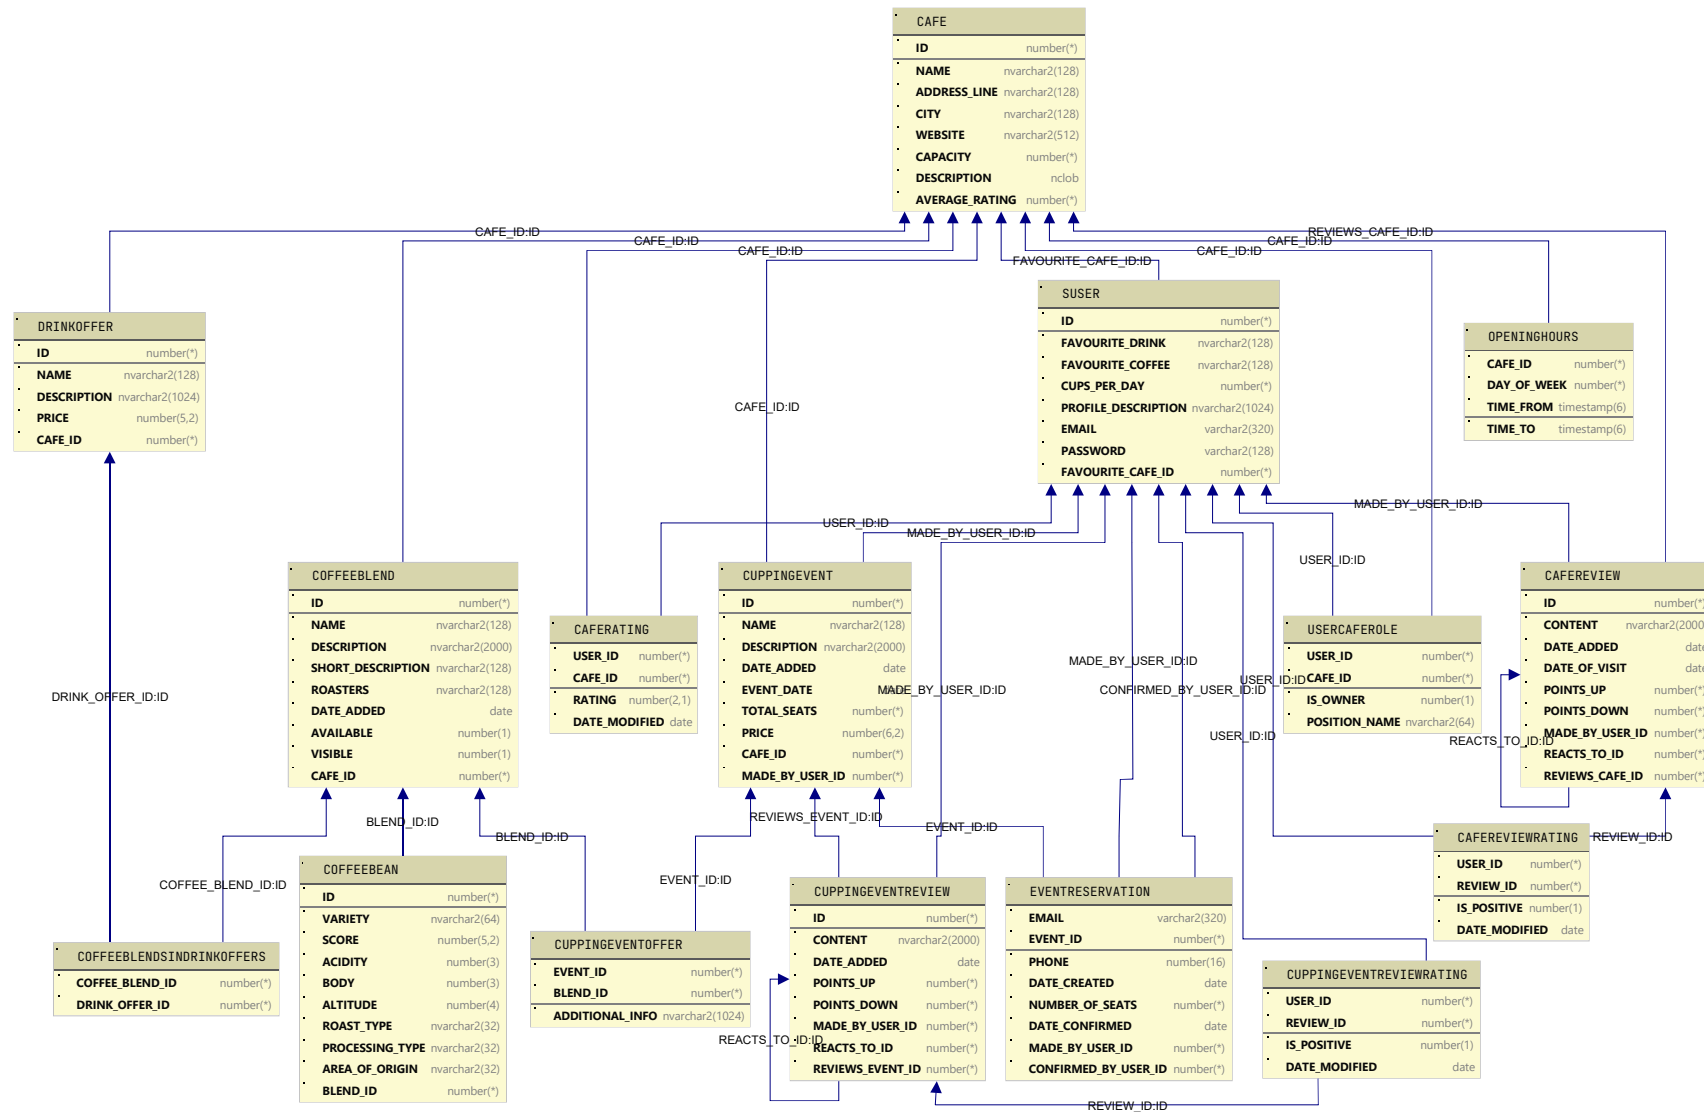 CAFE
ID number(*)
NAME nvarchar2(128)
ADDRESS_LINE nvarchar2(128)
CITY nvarchar2(128)
WEBSITE nvarchar2(512)
CAPACITY number(*)
DESCRIPTION nclob
AVERAGE_RATING number(*)
CAFE_ID:ID
CAFE_ID:ID
CAFE_ID:ID
CAFE_ID:ID
FAVOURITE_CAFE_ID:ID
CAFE_ID:ID
CAFE_ID:ID
REVIEWS_CAFE_ID:ID
DRINKOFFER
ID number(*)
NAME nvarchar2(128)
DESCRIPTION nvarchar2(1024)
PRICE number(5,2)
CAFE_ID number(*)
SUSER
ID number(*)
FAVOURITE_DRINK nvarchar2(128)
FAVOURITE_COFFEE nvarchar2(128)
CUPS_PER_DAY number(*)
PROFILE_DESCRIPTION nvarchar2(1024)
EMAIL varchar2(320)
PASSWORD varchar2(128)
FAVOURITE_CAFE_ID number(*)
OPENINGHOURS
CAFE_ID number(*)
DAY_OF_WEEK number(*)
TIME_FROM timestamp(6)
TIME_TO timestamp(6)
USER_ID:ID
MADE_BY_USER_ID:ID
MADE_BY_USER_ID:ID
MADE_BY_USER_ID:ID
CONFIRMED_BY_USER_ID:ID
USER_ID:ID
USER_ID:ID
USER_ID:ID
MADE_BY_USER_ID:ID
COFFEEBLEND
ID number(*)
NAME nvarchar2(128)
DESCRIPTION nvarchar2(2000)
SHORT_DESCRIPTION nvarchar2(128)
ROASTERS nvarchar2(128)
DATE_ADDED date
AVAILABLE number(1)
VISIBLE number(1)
CAFE_ID number(*)
CAFERATING
USER_ID number(*)
CAFE_ID number(*)
RATING number(2,1)
DATE_MODIFIED date
CUPPINGEVENT
ID number(*)
NAME nvarchar2(128)
DESCRIPTION nvarchar2(2000)
DATE_ADDED date
EVENT_DATE
TOTAL_SEATS number(*)
PRICE number(6,2)
CAFE_ID number(*)
MADE_BY_USER_ID number(*)
USERCAFEROLE
USER_ID number(*)
CAFE_ID number(*)
IS_OWNER number(1)
POSITION_NAME nvarchar2(64)
CAFEREVIEW
ID number(*)
CONTENT nvarchar2(2000
DATE_ADDED date
DATE_OF_VISIT date
POINTS_UP number(*)
POINTS_DOWN number(*)
MADE_BY_USER_ID number(*)
REACTS_TO_ID number(*)
REVIEWS_CAFE_ID number(*)
REACTS_TO_ID:ID
DRINK_OFFER_ID:ID
COFFEE_BLEND_ID:ID
BLEND_ID:ID
BLEND_ID:ID
EVENT_ID:ID
REVIEWS_EVENT_ID:ID
EVENT_ID:ID
REVIEW_ID:ID
COFFEEBLENDSINDRINKOFFERS
COFFEE_BLEND_ID number(*)
DRINK_OFFER_ID number(*)
COFFEEBEAN
ID number(*)
VARIETY nvarchar2(64)
SCORE number(5,2)
ACIDITY number(3)
BODY number(3)
ALTITUDE number(4)
ROAST_TYPE nvarchar2(32)
PROCESSING_TYPE nvarchar2(32)
AREA_OF_ORIGIN nvarchar2(32)
BLEND_ID number(*)
CUPPINGEVENTOFFER
EVENT_ID number(*)
BLEND_ID number(*)
ADDITIONAL_INFO nvarchar2(1024)
CUPPINGEVENTREVIEW
ID number(*)
CONTENT nvarchar2(2000)
DATE_ADDED date
POINTS_UP number(*)
POINTS_DOWN number(*)
MADE_BY_USER_ID number(*)
REACTS_TO_ID number(*)
REVIEWS_EVENT_ID number(*)
REACTS_TO_ID:ID
EVENTRESERVATION
EMAIL varchar2(320)
EVENT_ID number(*)
PHONE number(16)
DATE_CREATED date
NUMBER_OF_SEATS number(*)
DATE_CONFIRMED date
MADE_BY_USER_ID number(*)
CONFIRMED_BY_USER_ID number(*)
CAFEREVIEWRATING
USER_ID number(*)
REVIEW_ID number(*)
IS_POSITIVE number(1)
DATE_MODIFIED date
CUPPINGEVENTREVIEWRATING
USER_ID number(*)
REVIEW_ID number(*)
IS_POSITIVE number(1)
DATE_MODIFIED date
REVIEW_ID:ID